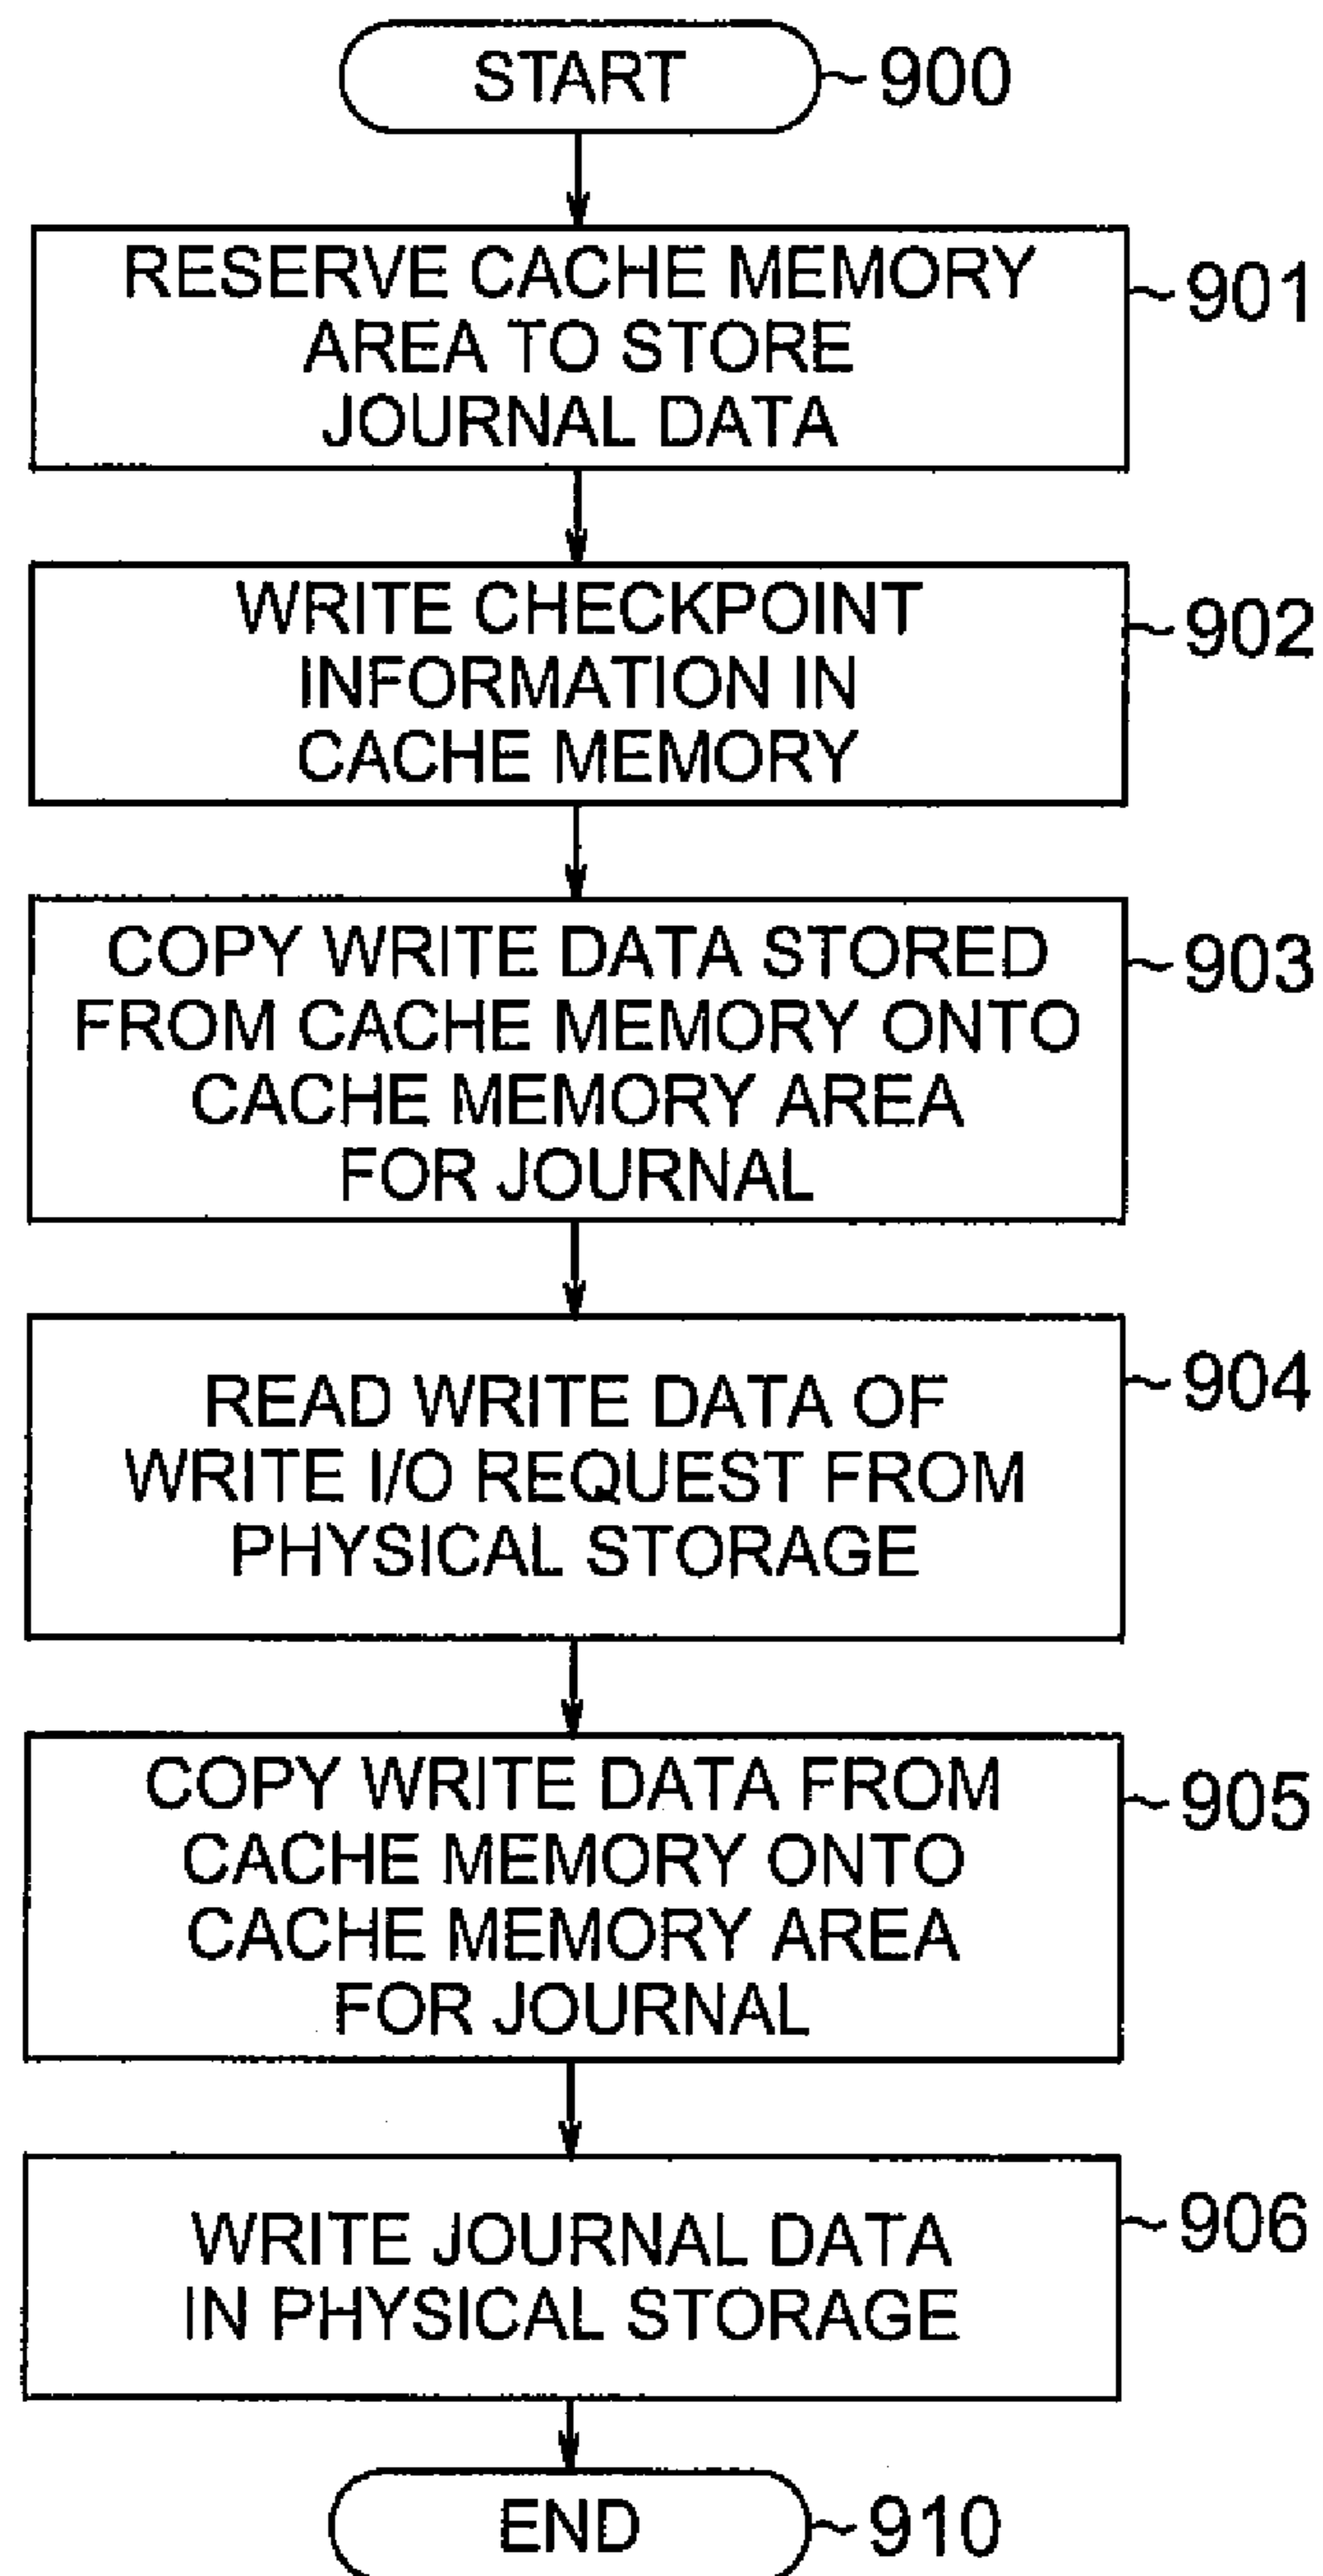 START
900
RESERVE CACHE MEMORY
AREA TO STORE
JOURNAL DATA
901
WRITE CHECKPOINT
INFORMATION IN
CACHE MEMORY
902
COPY WRITE DATA STORED
FROM CACHE MEMORY ONTO
CACHE MEMORY AREA
FOR JOURNAL
903
READ WRITE DATA OF
WRITE I/O REQUEST FROM
PHYSICAL STORAGE
904
COPY WRITE DATA FROM
CACHE MEMORY ONTO
CACHE MEMORY AREA
FOR JOURNAL
905
WRITE JOURNAL DATA
IN PHYSICAL STORAGE
906
END
910